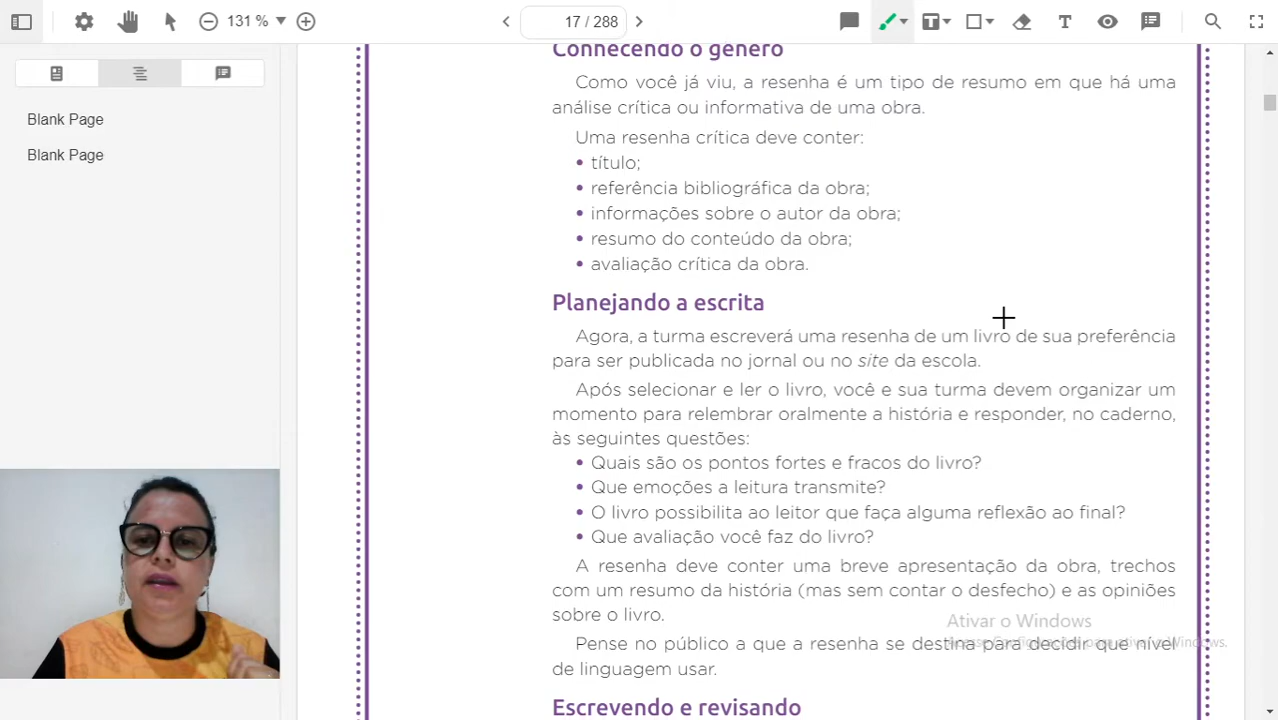 131 %
17 / 288
T
T
Blank Page
Blank Page
Conhecendo o gênero
Como você já viu, a resenha é um tipo de resumo em que há uma
análise crítica ou informativa de uma obra.
Uma resenha crítica deve conter:
• título;
• referência bibliográfica da obra;
• informações sobre o autor da obra;
• resumo do conteúdo da obra;
• avaliação crítica da obra.
Planejando a escrita
Agora, a turma escreverá uma resenha de um livro de sua preferência
para ser publicada no jornal ou no site da escola.
Após selecionar e ler o livro, você e sua turma devem organizar um
momento para relembrar oralmente a história e responder, no caderno,
às seguintes questões:
• Quais são os pontos fortes e fracos do livro?
• Que emoções a leitura transmite?
• O livro possibilita ao leitor que faça alguma reflexão ao final?
• Que avaliação você faz do livro?
A resenha deve conter uma breve apresentação da obra, trechos
com um resumo da história (mas sem contar o desfecho) e as opiniões
sobre o livro.
Ativar o Windows
Pense no público a que a resenha se destina para decidir que nível
Acesse Configurações para ativar o Windows.
de linguagem usar.
Escrevendo e revisando